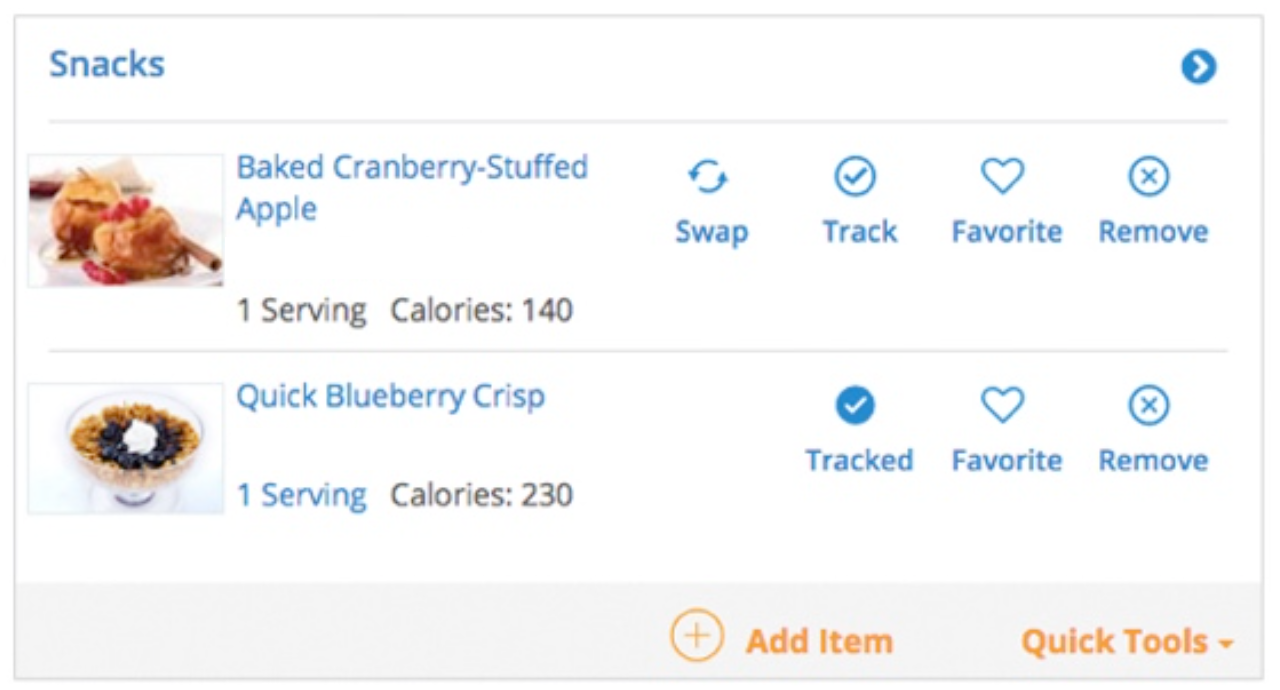 Snacks
Baked Cranberry-Stuffed
Apple
Swap Track Favorite Remove
1 Serving Calories: 140
Quick Blueberry Crisp
Tracked Favorite Remove
1 Serving Calories: 230
Add Item Quick Tools